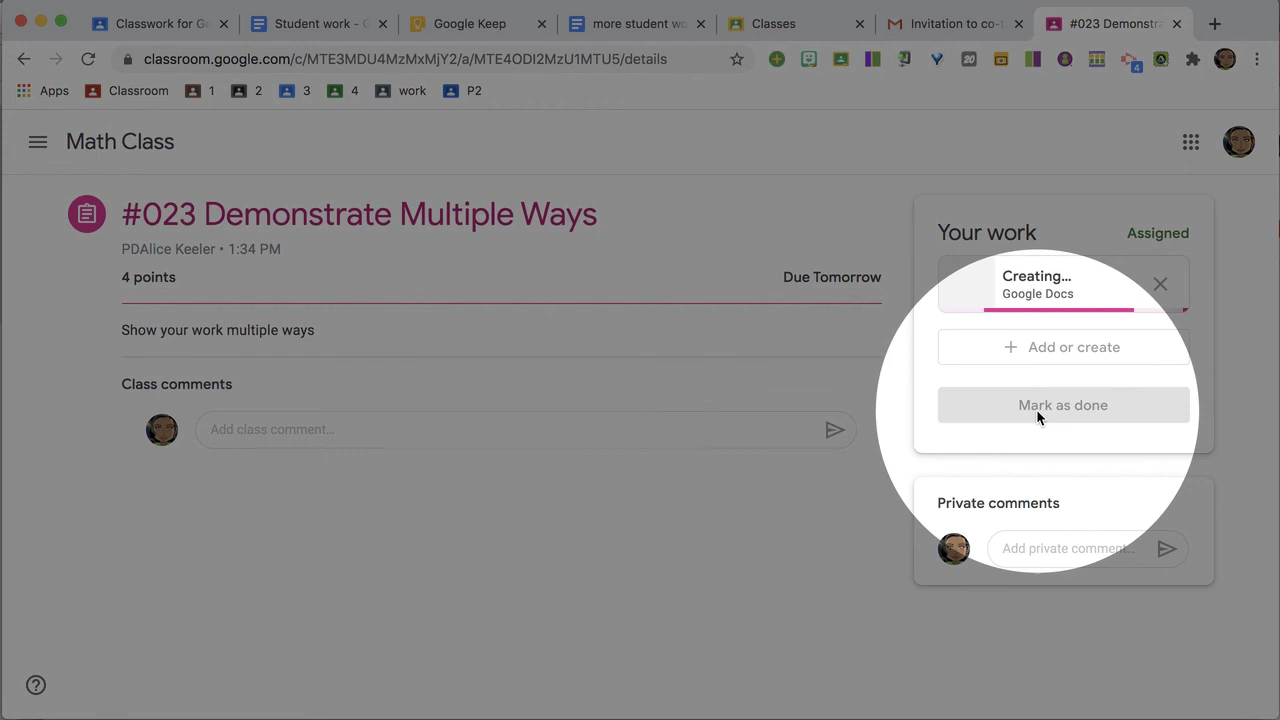 Classwork for Go
Student work - G
Google Keep
more student wo
Classes
Invitation to co-t
#023 Demonstra
classroom.google.com/c/MTE3MDU4MzMxMjY2/a/MTE4ODI2MzU1MTU5/details
20
4
Apps
Classroom
1
2
3
4
work
P2
Math Class
#023 Demonstrate Multiple Ways
PDAlice Keeler • 1:34 PM
4 points
Due Tomorrow
Show your work multiple ways
Class comments
Add class comment...
Your work
Assigned
Creating...
Google Docs
+ Add or create
Mark as done
Private comments
Add private comment...